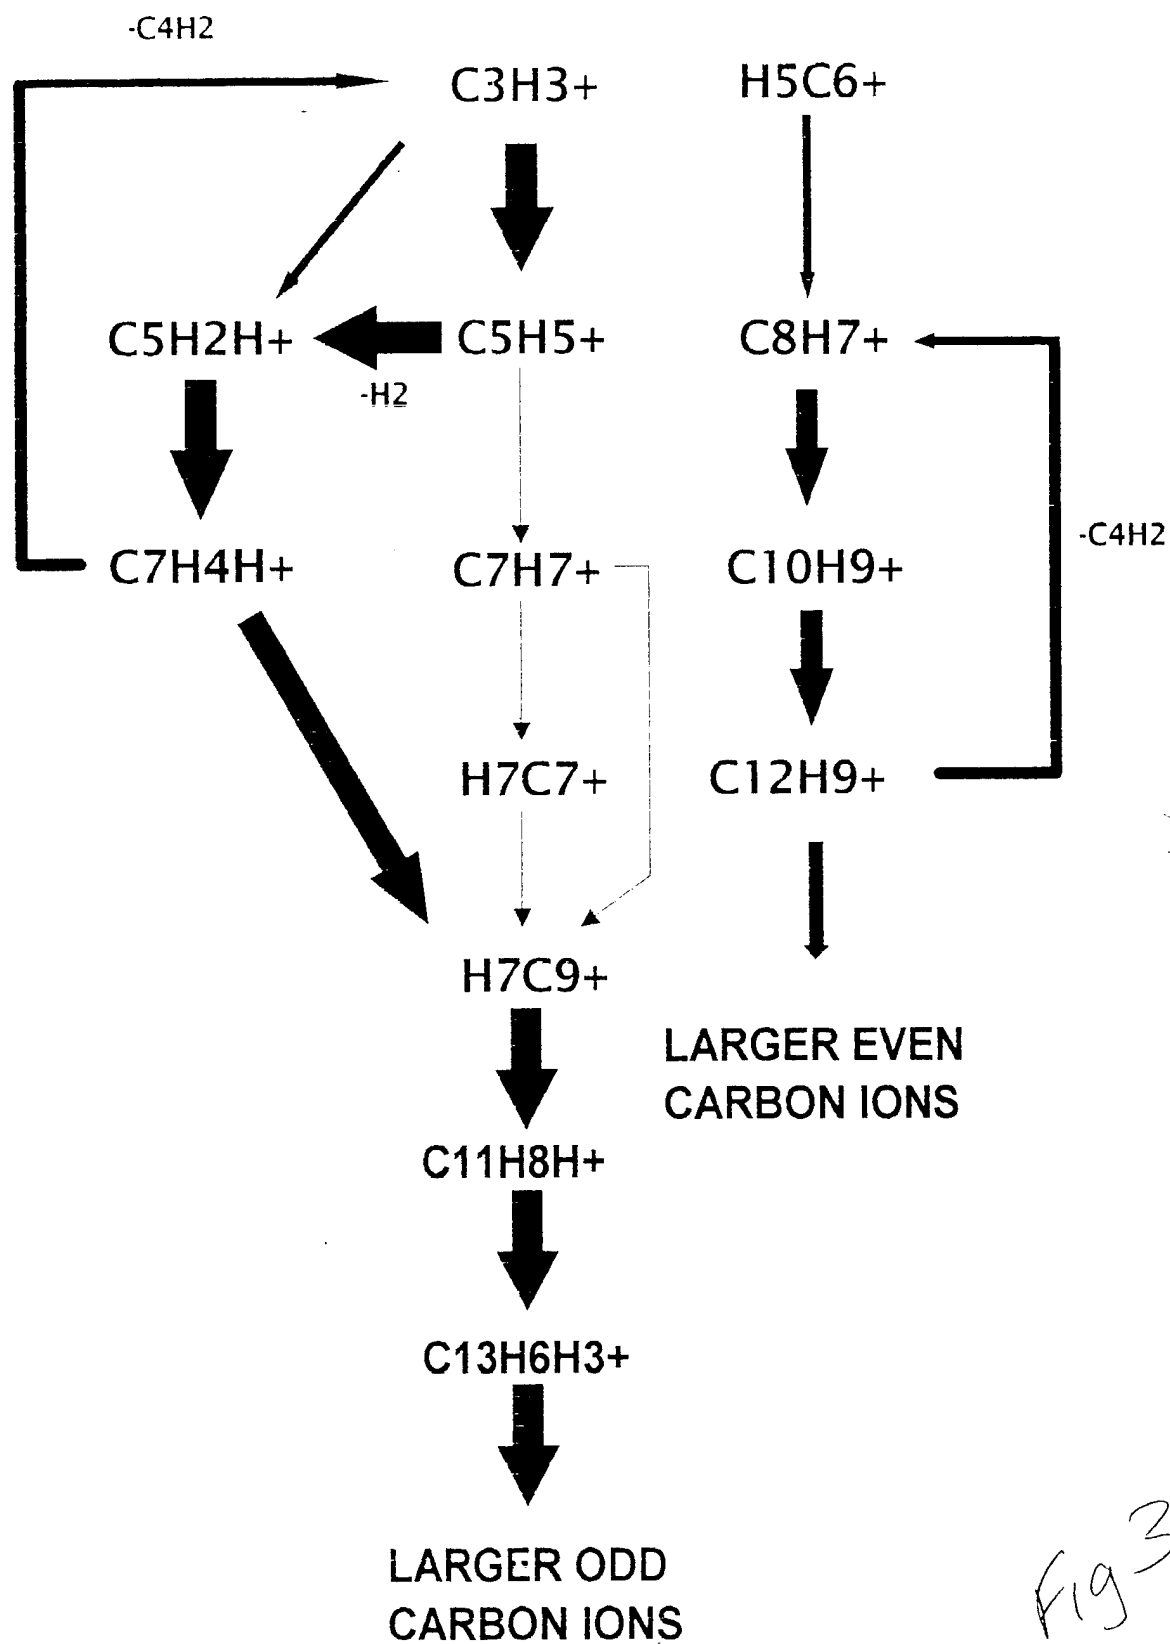 -C4H2
C3H3+ H5C6+
C5H2H+ C5H5+ C8H7+
-H2
-C4H2
C7H4H+ C7H7+ C10H9+
H7C7+ C12H9+
H7C9+
LARGER EVEN
CARBON IONS
C11H8H+
C13H6H3+
LARGER ODD
CARBON IONS
Fig 3